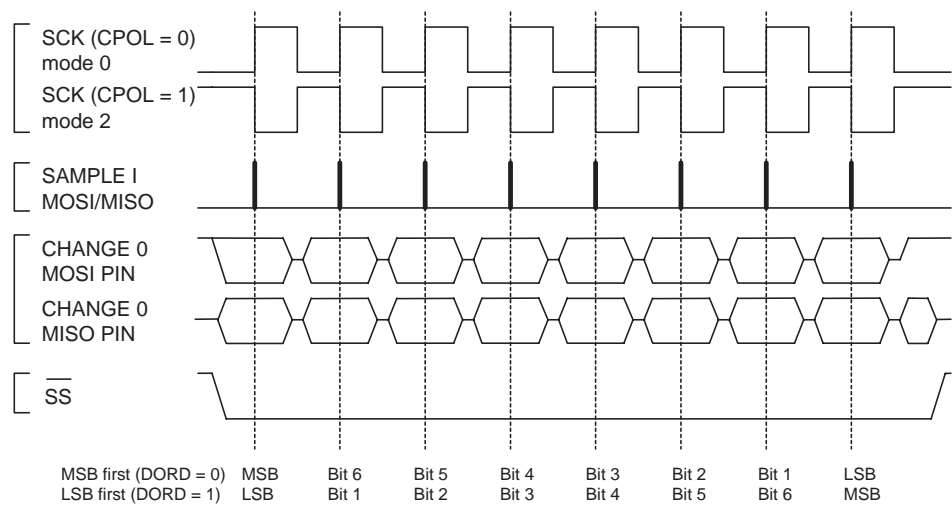 SCK (CPOL = 0)
mode 0
SCK (CPOL = 1)
mode 2
SAMPLE I
MOSI/MISO
CHANGE 0
MOSI PIN
CHANGE 0
MISO PIN
SS
MSB first (DORD = 0) MSB Bit 6 Bit 5 Bit 4 Bit 3 Bit 2 Bit 1 LSB
LSB first (DORD = 1) LSB Bit 1 Bit 2 Bit 3 Bit 4 Bit 5 Bit 6 MSB